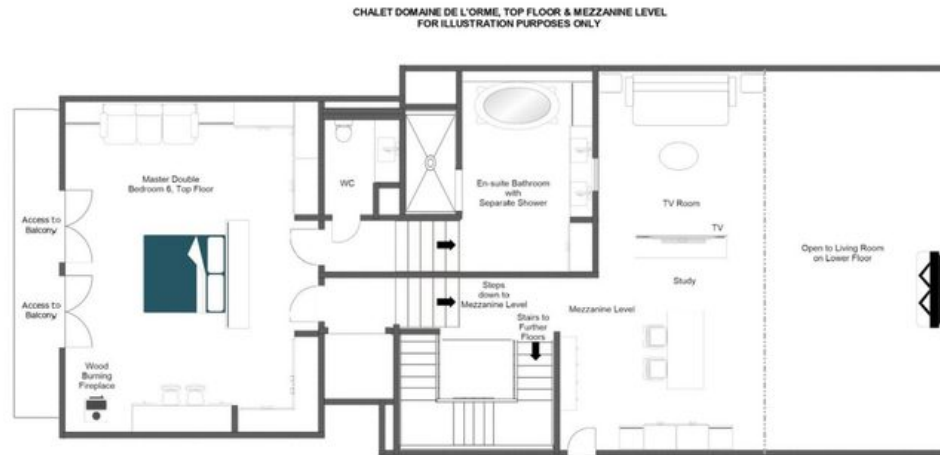 CHALET DOMAINE DE L'ORME, TOP FLOOR & MEZZANINE LEVEL
FOR ILLUSTRATION PURPOSES ONLY
Master Double
Bedroom 6, Top Floor
WC
En-suite Bathroom
with
Separate Shower
TV Room
TV
Access to
Balcony
Open to Living Room
on Lower Floor
Study
Steps
down to
Mezzanine Level
Mezzanine Level
Access to
Balcony
Stairs to
Further
Floors
Wood
Burning
Fireplace